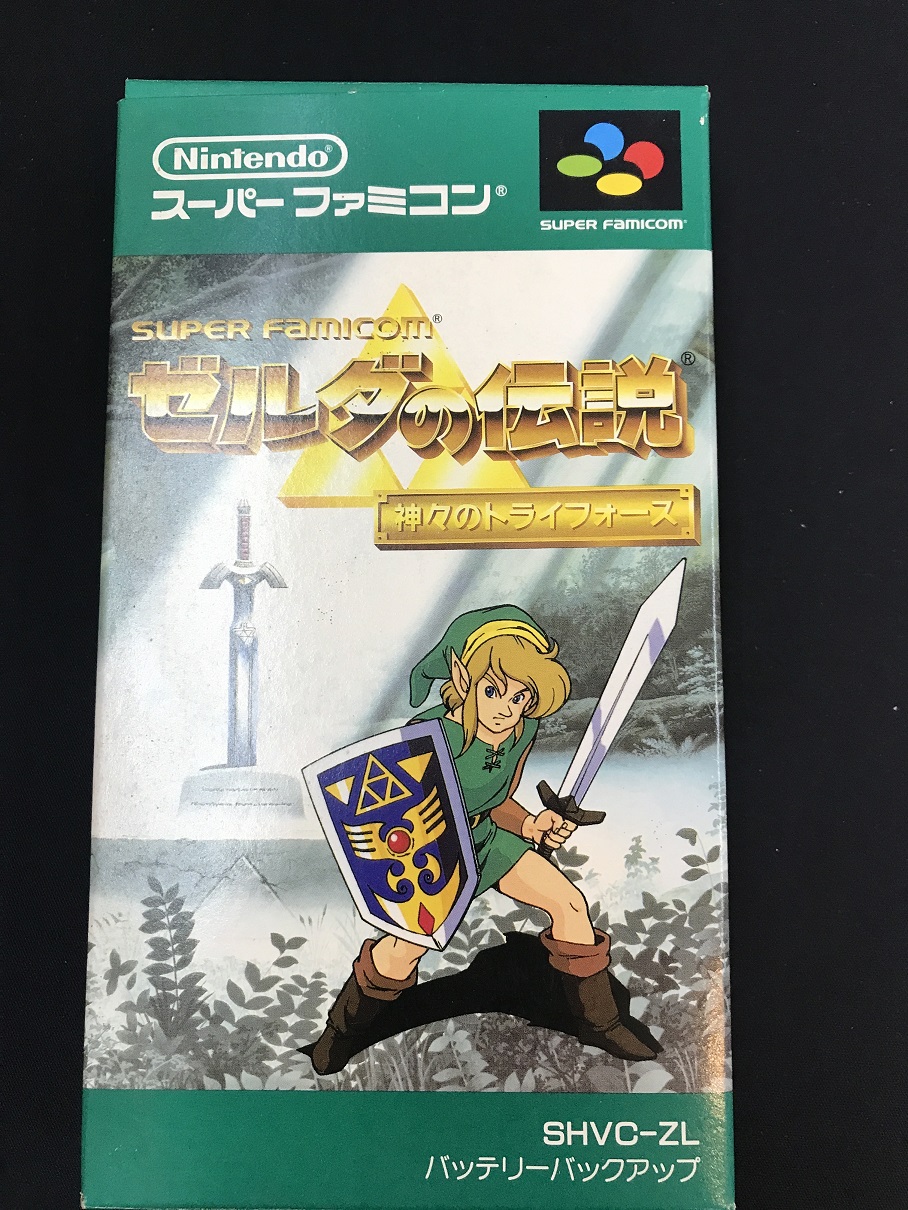 Nintendo®
スーパーファミコン®
SUPER FAMICOM®
SUPER FAMICOM®
ゼルダの伝説®
神々のトライフォース
SHVC-ZL
バッテリーバックアップ